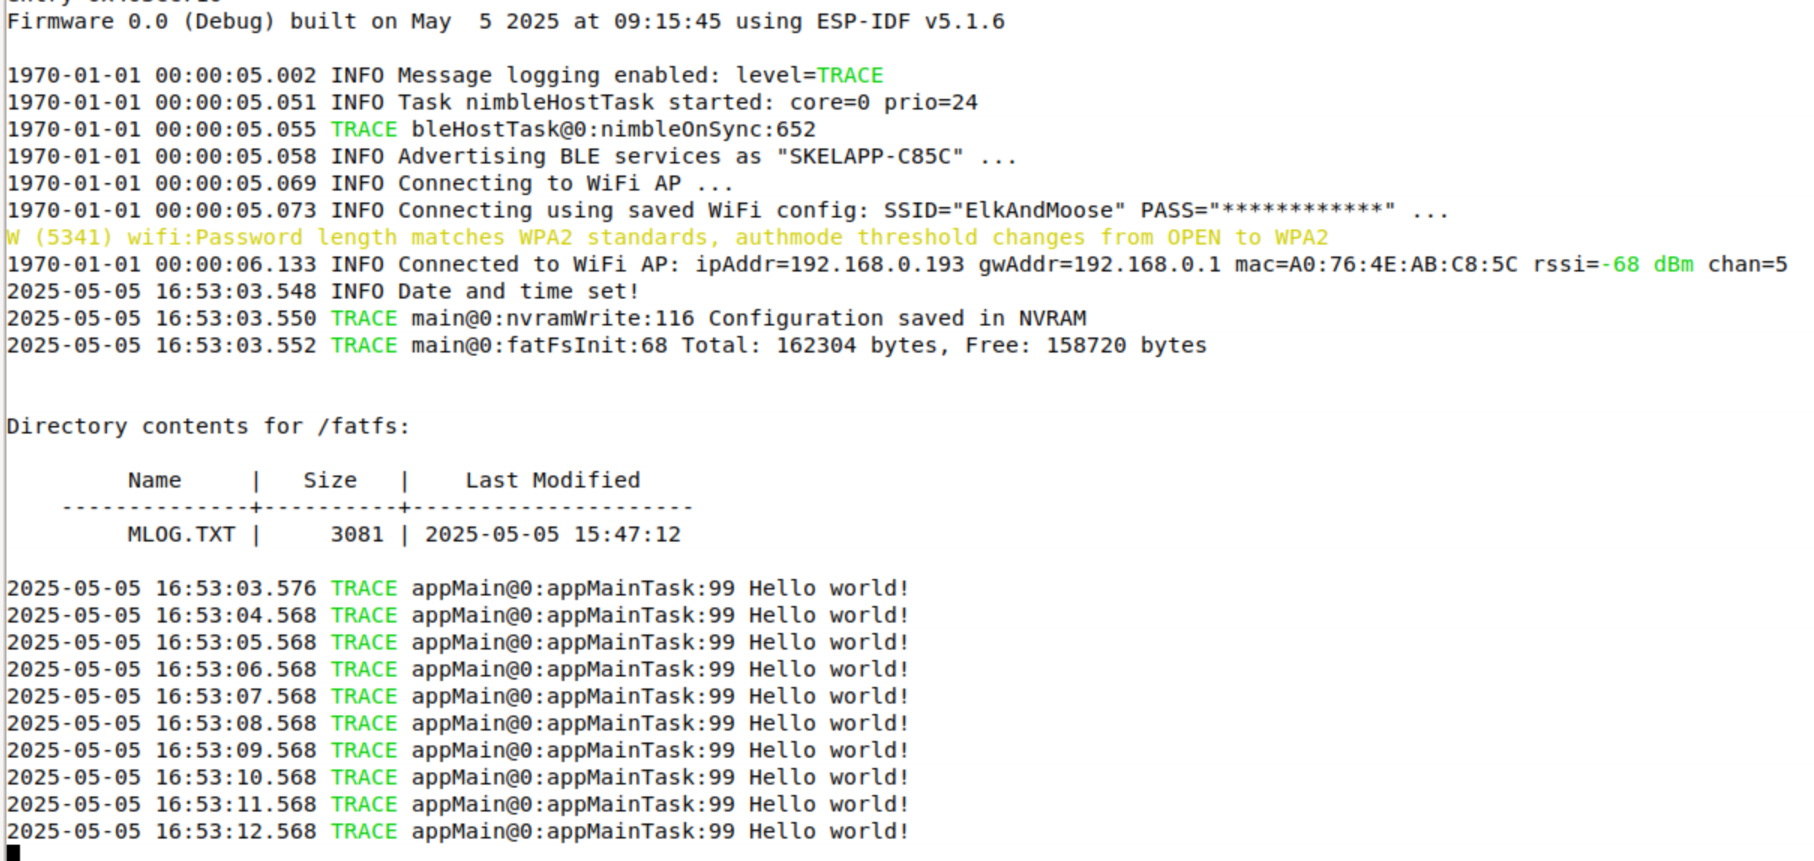 Firmware 0.0 (Debug) built on May  5 2025 at 09:15:45 using ESP-IDF v5.1.6
1970-01-01 00:00:05.002 INFO Message logging enabled: level=TRACE
1970-01-01 00:00:05.051 INFO Task nimbleHostTask started: core=0 prio=24
1970-01-01 00:00:05.055 TRACE bleHostTask@0:nimbleOnSync:652
1970-01-01 00:00:05.058 INFO Advertising BLE services as "SKELAPP-C85C" ...
1970-01-01 00:00:05.069 INFO Connecting to WiFi AP ...
1970-01-01 00:00:05.073 INFO Connecting using saved WiFi config: SSID="ElkAndMoose" PASS="************" ...
W (5341) wifi:Password length matches WPA2 standards, authmode threshold changes from OPEN to WPA2
1970-01-01 00:00:06.133 INFO Connected to WiFi AP: ipAddr=192.168.0.193 gwAddr=192.168.0.1 mac=A0:76:4E:AB:C8:5C rssi=-68 dBm chan=5
2025-05-05 16:53:03.548 INFO Date and time set!
2025-05-05 16:53:03.550 TRACE main@0:nvramWrite:116 Configuration saved in NVRAM
2025-05-05 16:53:03.552 TRACE main@0:fatFsInit:68 Total: 162304 bytes, Free: 158720 bytes
Directory contents for /fatfs:
Name     |   Size   |    Last Modified
--------------+----------+---------------------
MLOG.TXT |     3081 | 2025-05-05 15:47:12
2025-05-05 16:53:03.576 TRACE appMain@0:appMainTask:99 Hello world!
2025-05-05 16:53:04.568 TRACE appMain@0:appMainTask:99 Hello world!
2025-05-05 16:53:05.568 TRACE appMain@0:appMainTask:99 Hello world!
2025-05-05 16:53:06.568 TRACE appMain@0:appMainTask:99 Hello world!
2025-05-05 16:53:07.568 TRACE appMain@0:appMainTask:99 Hello world!
2025-05-05 16:53:08.568 TRACE appMain@0:appMainTask:99 Hello world!
2025-05-05 16:53:09.568 TRACE appMain@0:appMainTask:99 Hello world!
2025-05-05 16:53:10.568 TRACE appMain@0:appMainTask:99 Hello world!
2025-05-05 16:53:11.568 TRACE appMain@0:appMainTask:99 Hello world!
2025-05-05 16:53:12.568 TRACE appMain@0:appMainTask:99 Hello world!